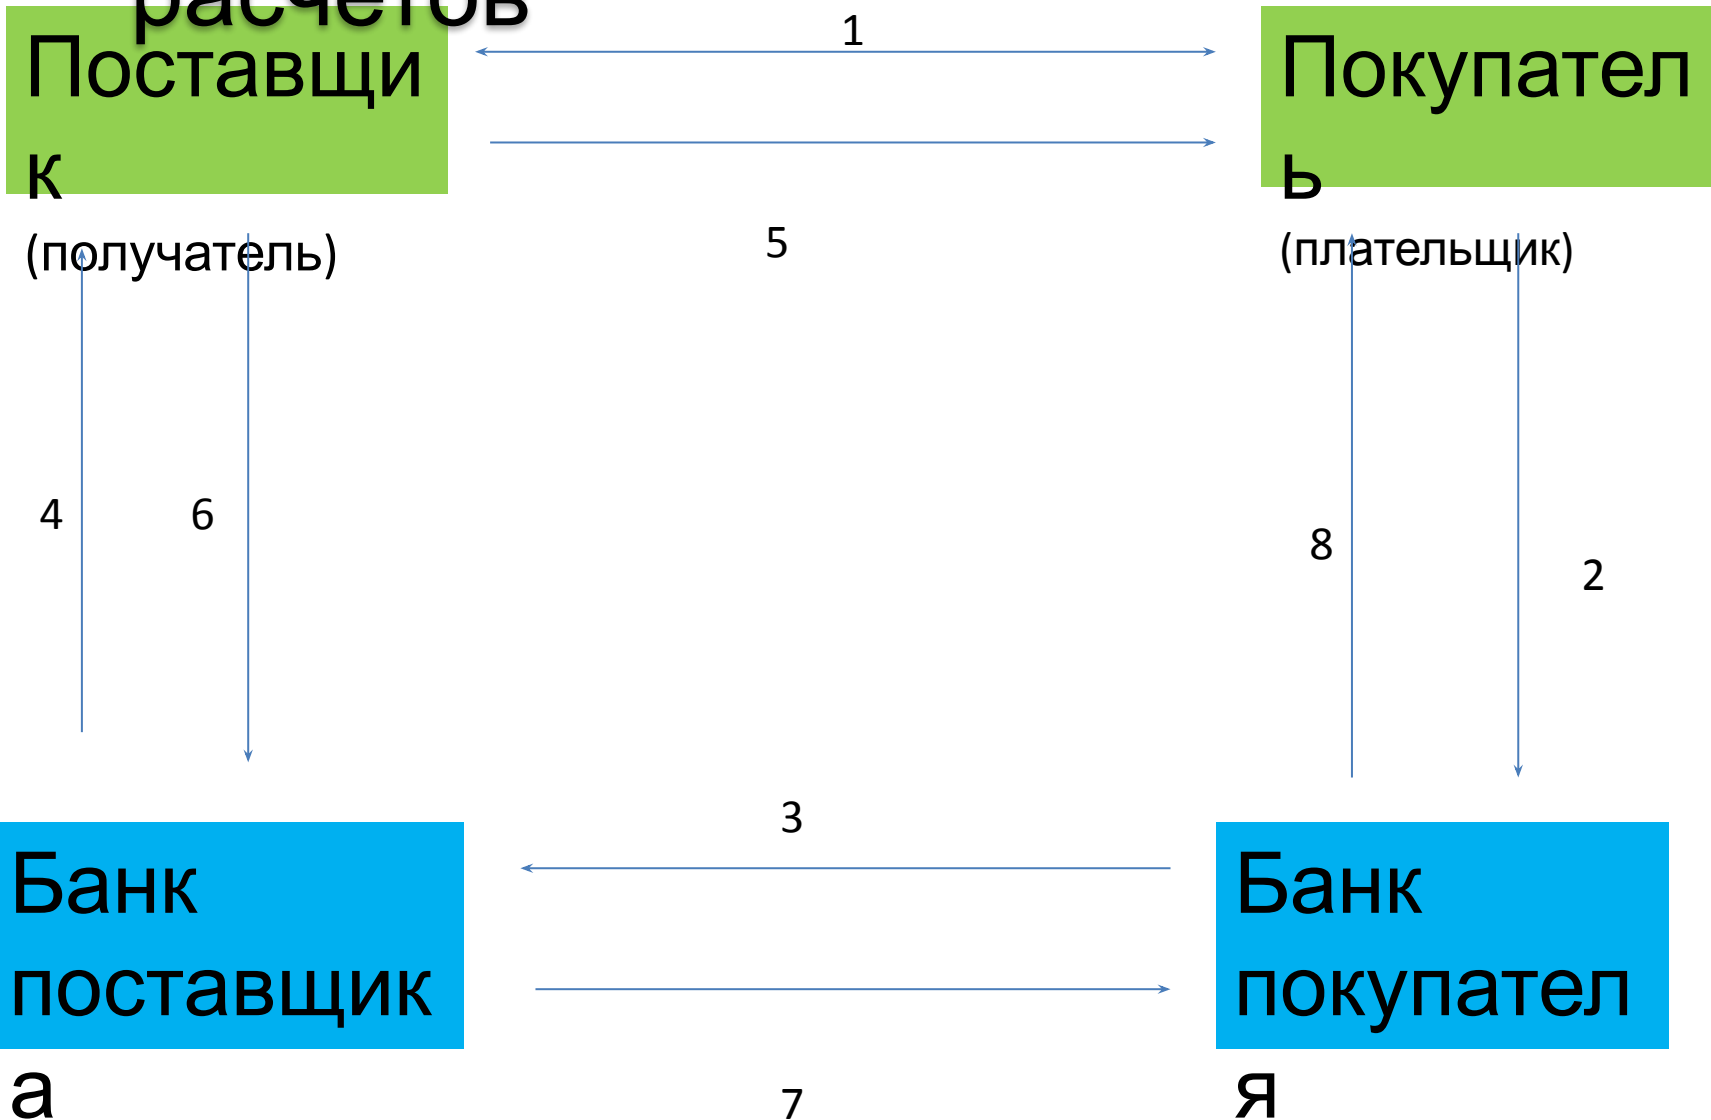 расчетов
1
Поставщи
к
(получатель)
Покупател
ь
(плательщик)
5
4
6
8
2
3
Банк
поставщик
а
Банк
покупател
я
7